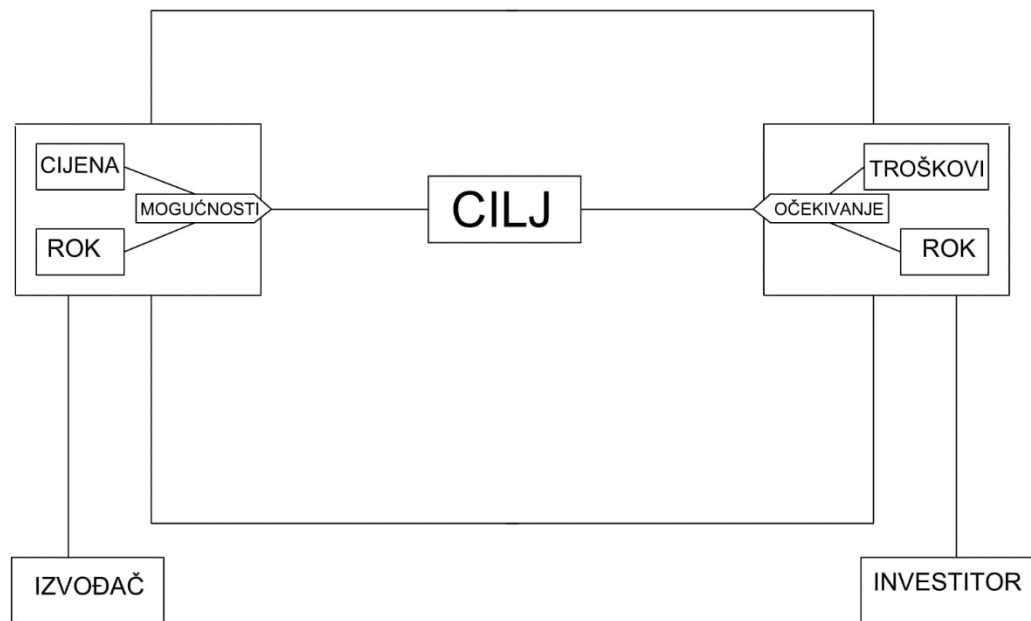 CIJENA
MOGUĆNOSTI
ROK
CILJ
TROŠKOVI
OČEKIVANJE
ROK
IZVOĐAČ
INVESTITOR